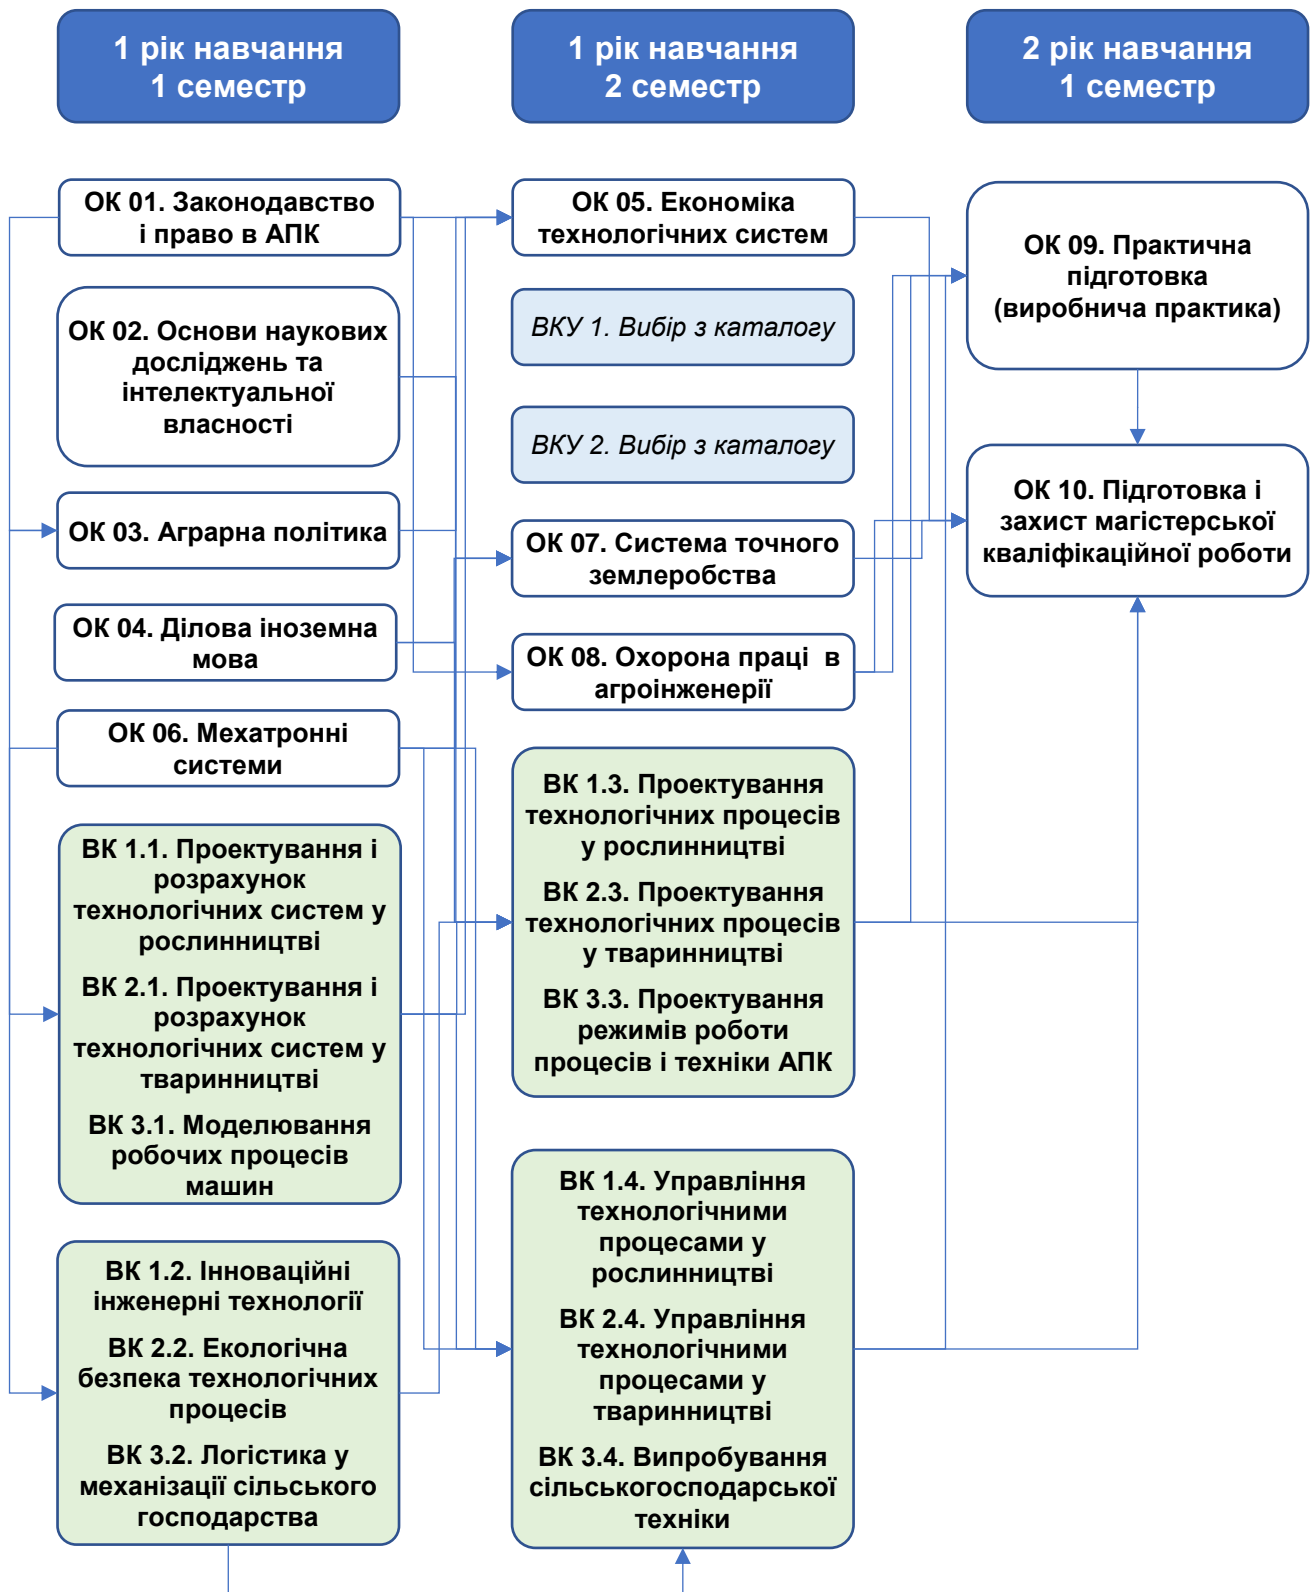 1 рік навчання
1 семестр
1 рік навчання
2 семестр
2 рік навчання
1 семестр
ОК 01. Законодавство
і право в АПК
ОК 02. Основи наукових
досліджень та
інтелектуальної
власності
ОК 03. Аграрна політика
ОК 04. Ділова іноземна
мова
ОК 06. Мехатронні
системи
ВК 1.1. Проектування і
розрахунок
технологічних систем у
рослинництві
ВК 2.1. Проектування і
розрахунок
технологічних систем у
тваринництві
ВК 3.1. Моделювання
робочих процесів
машин
ВК 1.2. Інноваційні
інженерні технології
ВК 2.2. Екологічна
безпека технологічних
процесів
ВК 3.2. Логістика у
механізації сільського
господарства
ОК 05. Економіка
технологічних систем
ВКУ 1. Вибір з каталогу
ВКУ 2. Вибір з каталогу
ОК 07. Система точного
землеробства
ОК 08. Охорона праці в
агроінженерії
ВК 1.3. Проектування
технологічних процесів
у рослинництві
ВК 2.3. Проектування
технологічних процесів
у тваринництві
ВК 3.3. Проектування
режимів роботи
процесів і техніки АПК
ВК 1.4. Управління
технологічними
процесами у
рослинництві
ВК 2.4. Управління
технологічними
процесами у
тваринництві
ВК 3.4. Випробування
сільськогосподарської
техніки
ОК 09. Практична
підготовка
(виробнича практика)
ОК 10. Підготовка і
захист магістерської
кваліфікаційної роботи